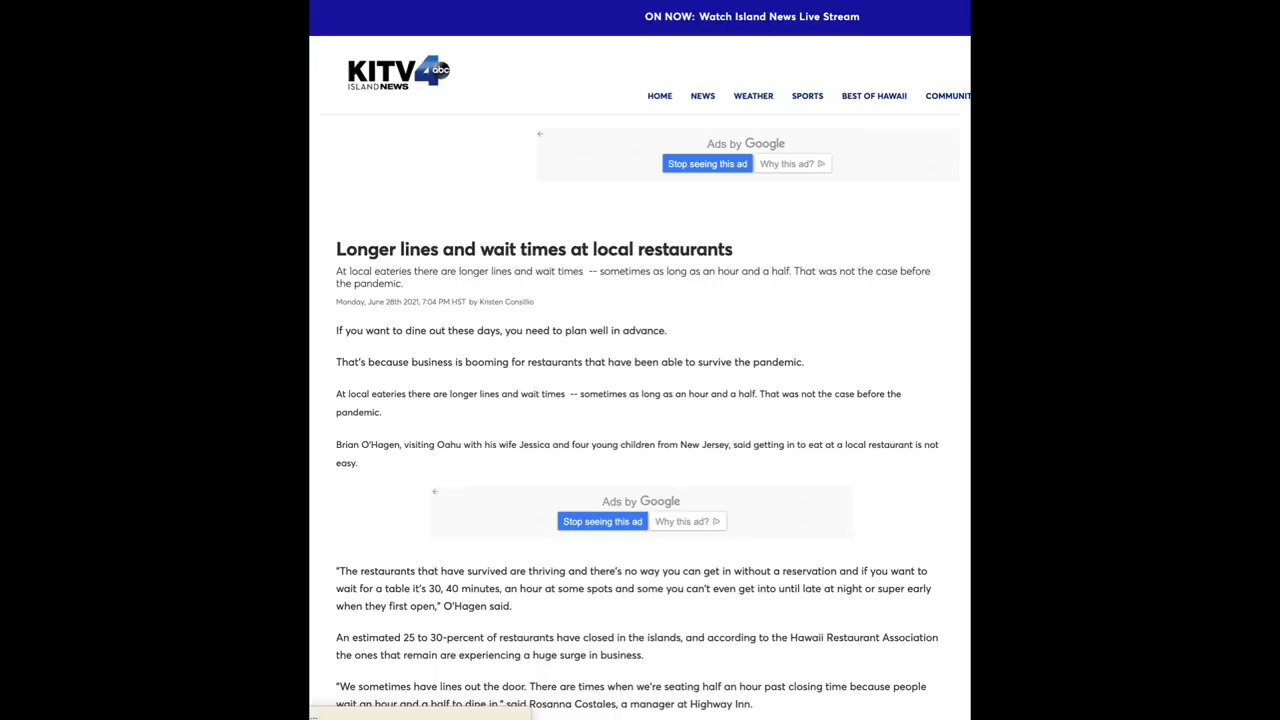 ON NOW: Watch Island News Live Stream
KITV 4 abc
ISLAND NEWS
HOME NEWS WEATHER SPORTS BEST OF HAWAII COMMUNIT
Ads by Google
Stop seeing this ad Why this ad?
Longer lines and wait times at local restaurants
At local eateries there are longer lines and wait times -- sometimes as long as an hour and a half. That was not the case before
the pandemic.
Monday, June 28th 2021, 7:04 PM HST by Kristen Consillio
If you want to dine out these days, you need to plan well in advance.
That's because business is booming for restaurants that have been able to survive the pandemic.
At local eateries there are longer lines and wait times -- sometimes as long as an hour and a half. That was not the case before the
pandemic.
Brian O'Hagen, visiting Oahu with his wife Jessica and four young children from New Jersey, said getting in to eat at a local restaurant is not
easy.
Ads by Google
Stop seeing this ad Why this ad?
"The restaurants that have survived are thriving and there's no way you can get in without a reservation and if you want to
wait for a table it's 30, 40 minutes, an hour at some spots and some you can't even get into until late at night or super early
when they first open," O'Hagen said.
An estimated 25 to 30-percent of restaurants have closed in the islands, and according to the Hawaii Restaurant Association
the ones that remain are experiencing a huge surge in business.
"We sometimes have lines out the door. There are times when we're seating half an hour past closing time because people
wait an hour and a half to dine in," said Rosanna Costales, a manager at Highway Inn.
...